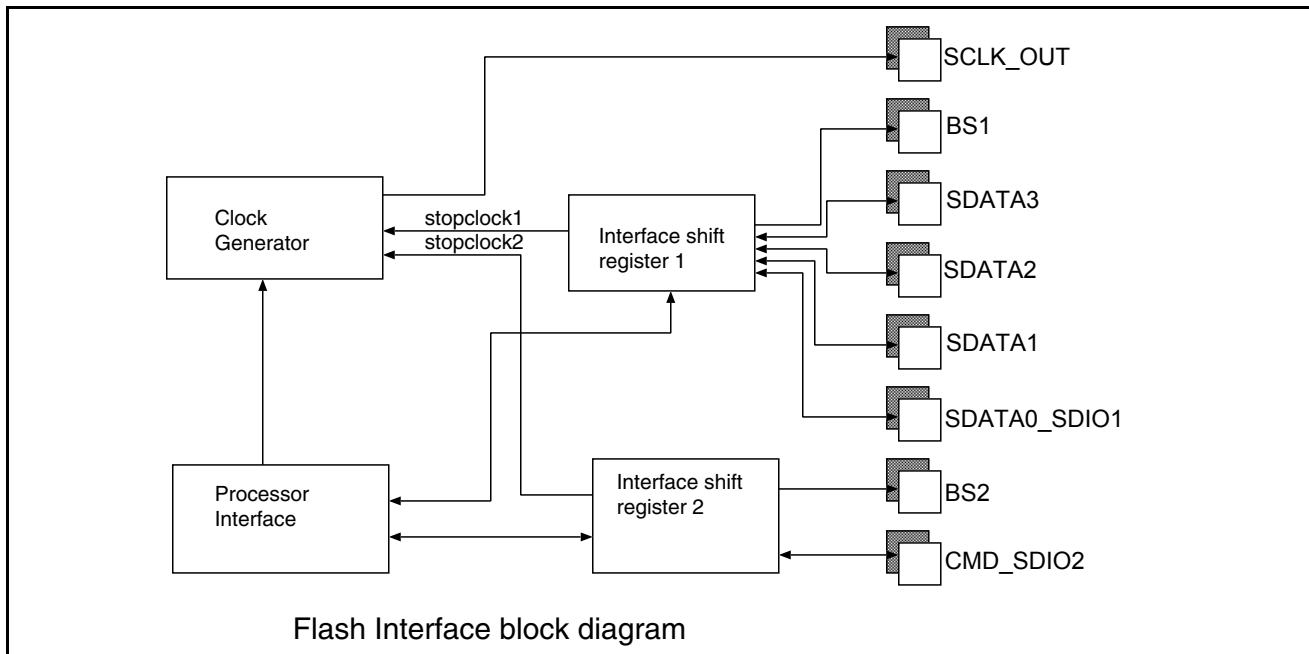 SCLK_OUT
BS1
SDATA3
Clock
Generator
stopclock1
stopclock2
Interface shift
register 1
SDATA2
SDATA1
SDATA0_SDIO1
Processor
Interface
Interface shift
register 2
BS2
CMD_SDIO2
Flash Interface block diagram